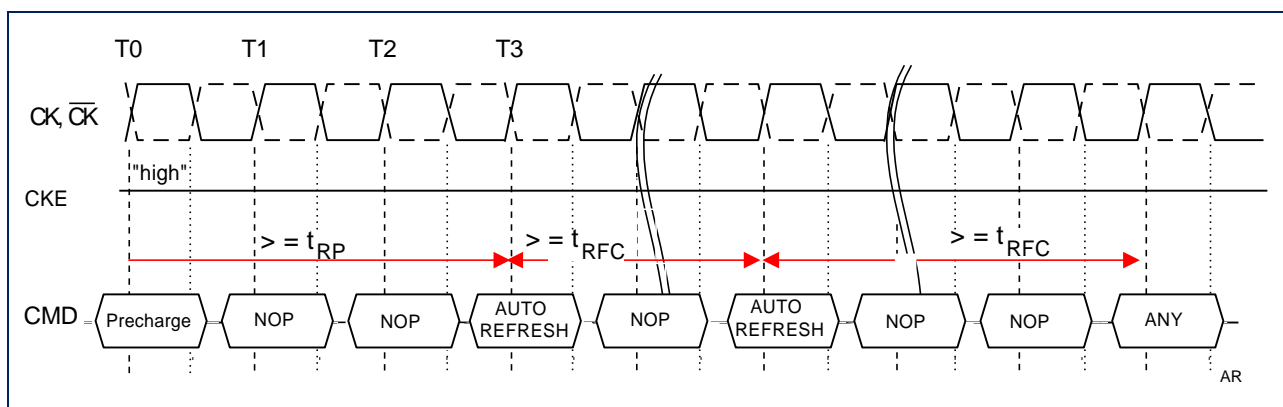 T0 T1 T2 T3
CK, CK
"high"
CKE
> = tRP > = tRFC > = tRFC
CMD Precharge NOP NOP AUTO REFRESH NOP AUTO REFRESH NOP NOP ANY
AR